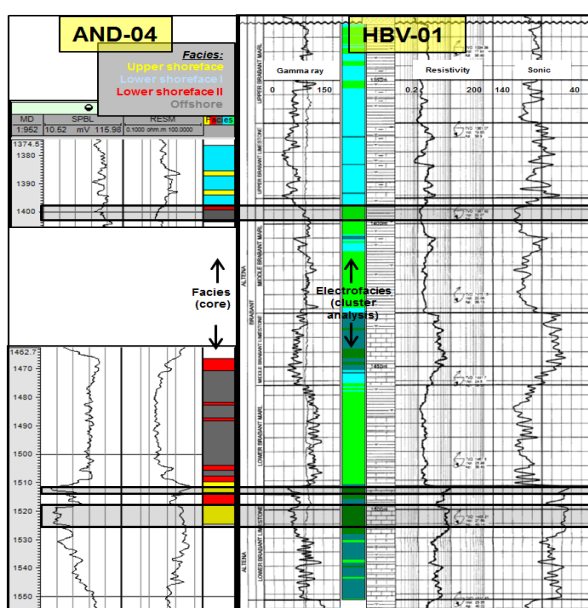 AND-04
HBV-01
Facies:
Upper shoreface
Lower shoreface I
Lower shoreface II
Offshore
MD
SPBL
RESM
Facies
1:952
10.52 mV 115.98
0.1000 ohm.m 100.0000
Gamma ray
0 150
Resistivity
0.2 200
Sonic
140 40
1374.5
1380
1390
1400
UPPER BRABANT MARL
UPPER BRABANT LIMESTONE
MIDDLE BRABANT MARL
MIDDLE BRABANT LIMESTONE
LOWER BRABANT MARL
LOWER BRABANT LIMESTONE
ALTENA
BRABANT
ALTENA
1400m
1450m
1500m
Facies
(core)
Electrofacies
(cluster
analysis)
1462.7
1470
1480
1490
1500
1510
1520
1530
1540
1550